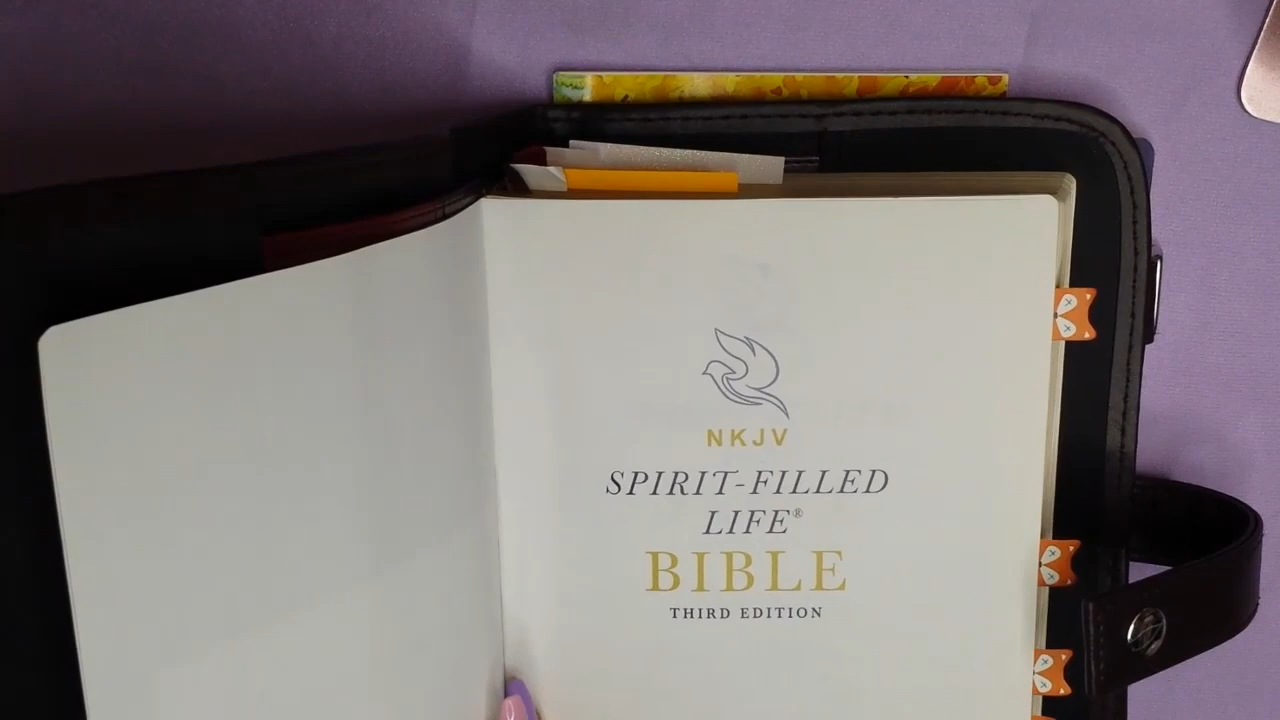 NKJV
SPIRIT-FILLED
LIFE®
BIBLE
THIRD EDITION